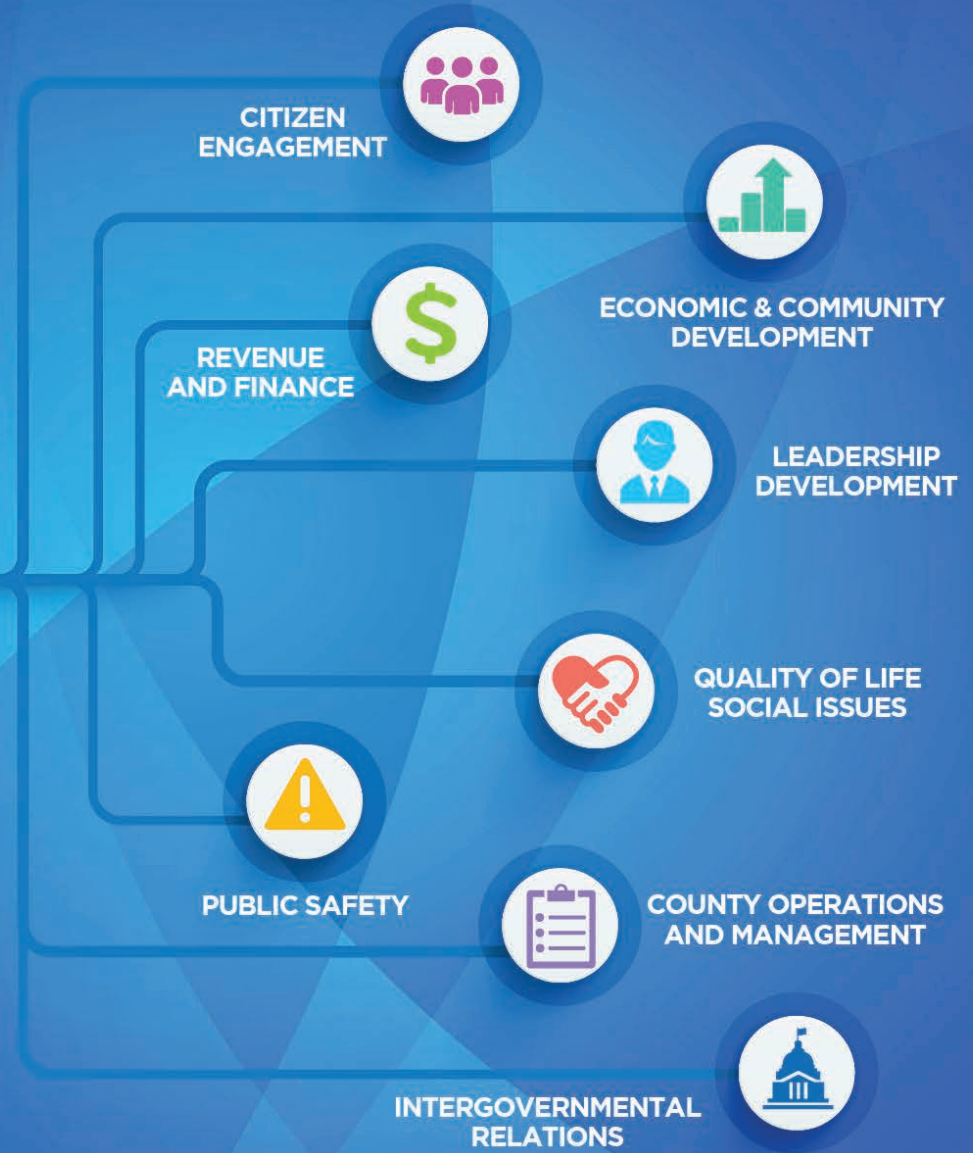 CITIZEN
ENGAGEMENT
ECONOMIC & COMMUNITY
DEVELOPMENT
REVENUE
AND FINANCE
LEADERSHIP
DEVELOPMENT
QUALITY OF LIFE
SOCIAL ISSUES
PUBLIC SAFETY
COUNTY OPERATIONS
AND MANAGEMENT
INTERGOVERNMENTAL
RELATIONS